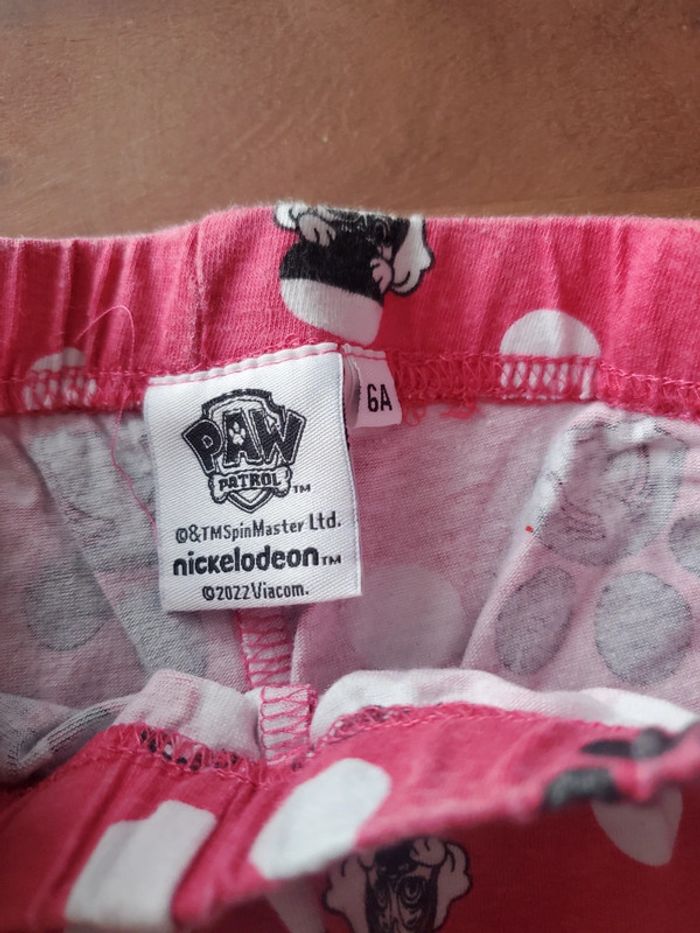 PAW
PATROL TM
©&TMSpinMaster Ltd.
nickelodeon TM
©2022Viacom.
6A